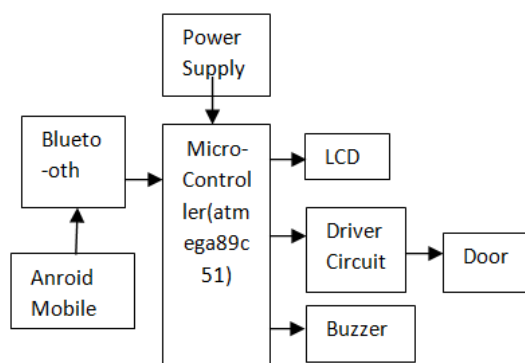 Power
Supply
Blueto
-oth
Micro-
Control
ler(atm
ega89c
51)
LCD
Driver
Circuit
Door
Anroid
Mobile
Buzzer